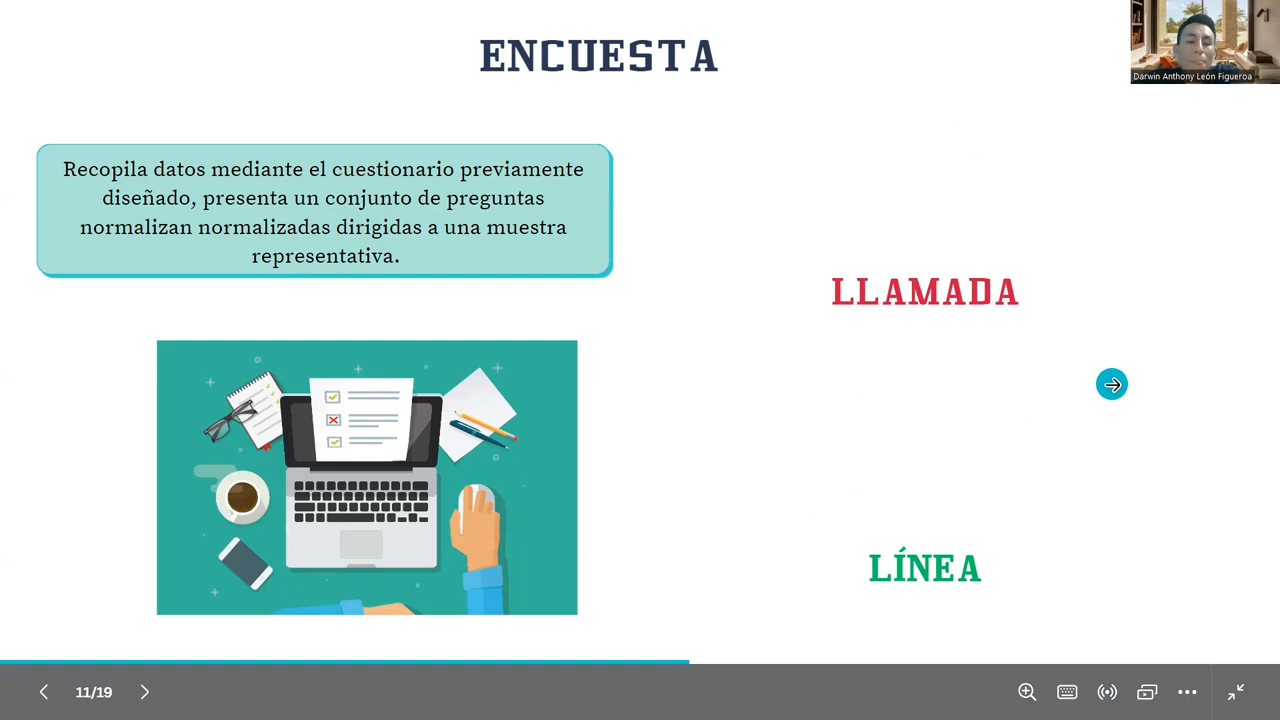 ENCUESTA
Darwin Anthony León Figueroa
Recopila datos mediante el cuestionario previamente
diseñado, presenta un conjunto de preguntas
normalizan normalizadas dirigidas a una muestra
representativa.
LLAMADA
LÍNEA
11/19